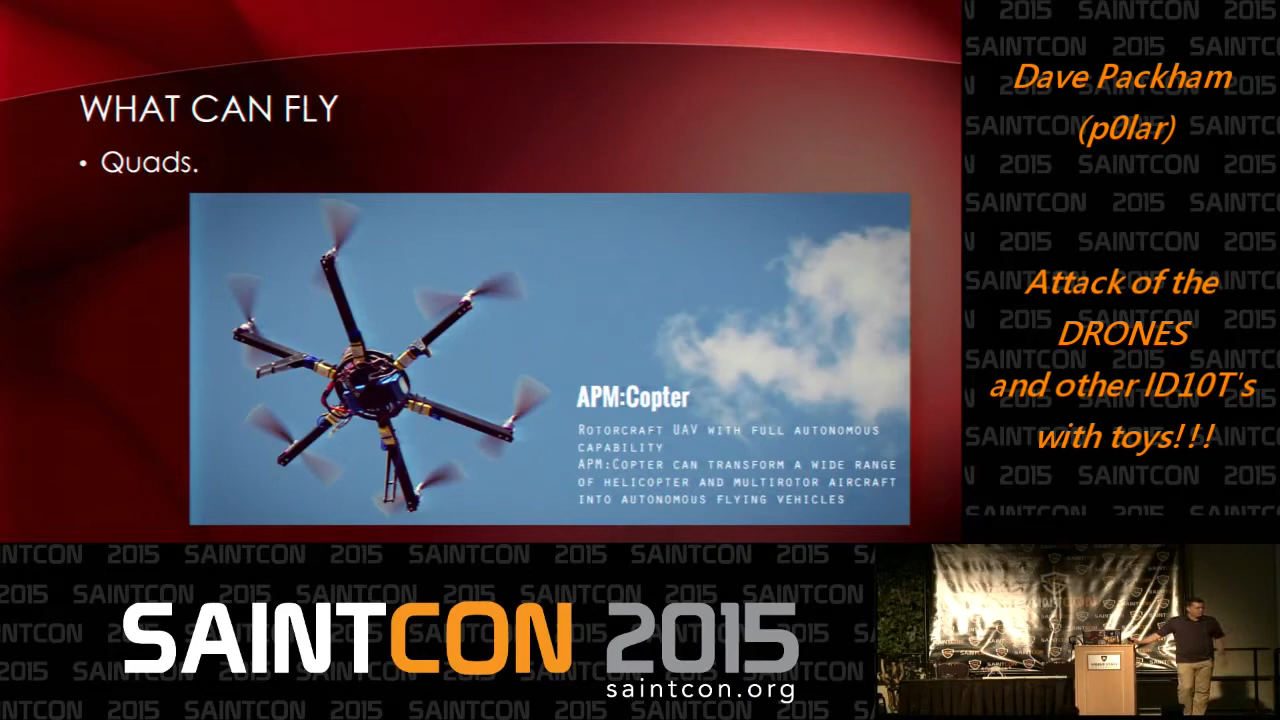 WHAT CAN FLY
• Quads.
APM:Copter
Rotorcraft UAV with full autonomous
capability
APM:Copter can transform a wide range
of helicopter and multirotor aircraft
into autonomous flying vehicles
Dave Packham
(p0lar)
Attack of the
DRONES
and other ID10T's
with toys!!!
SAINTCON 2015
saintcon.org